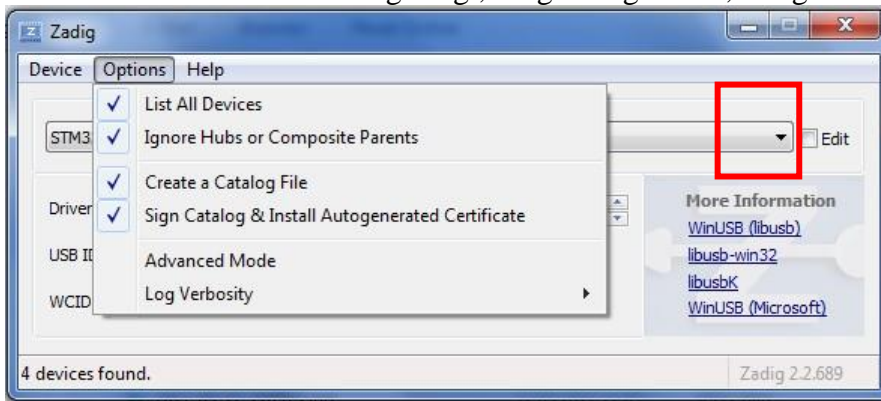 Zadig
Device Options Help
List All Devices
STM3 Ignore Hubs or Composite Parents Edit
Create a Catalog File
Driver Sign Catalog & Install Autogenerated Certificate
More Information
WinUSB (libusb)
USB ID Advanced Mode
libusb-win32
WCID Log Verbosity
libusbK
WinUSB (Microsoft)
4 devices found.
Zadig 2.2.689